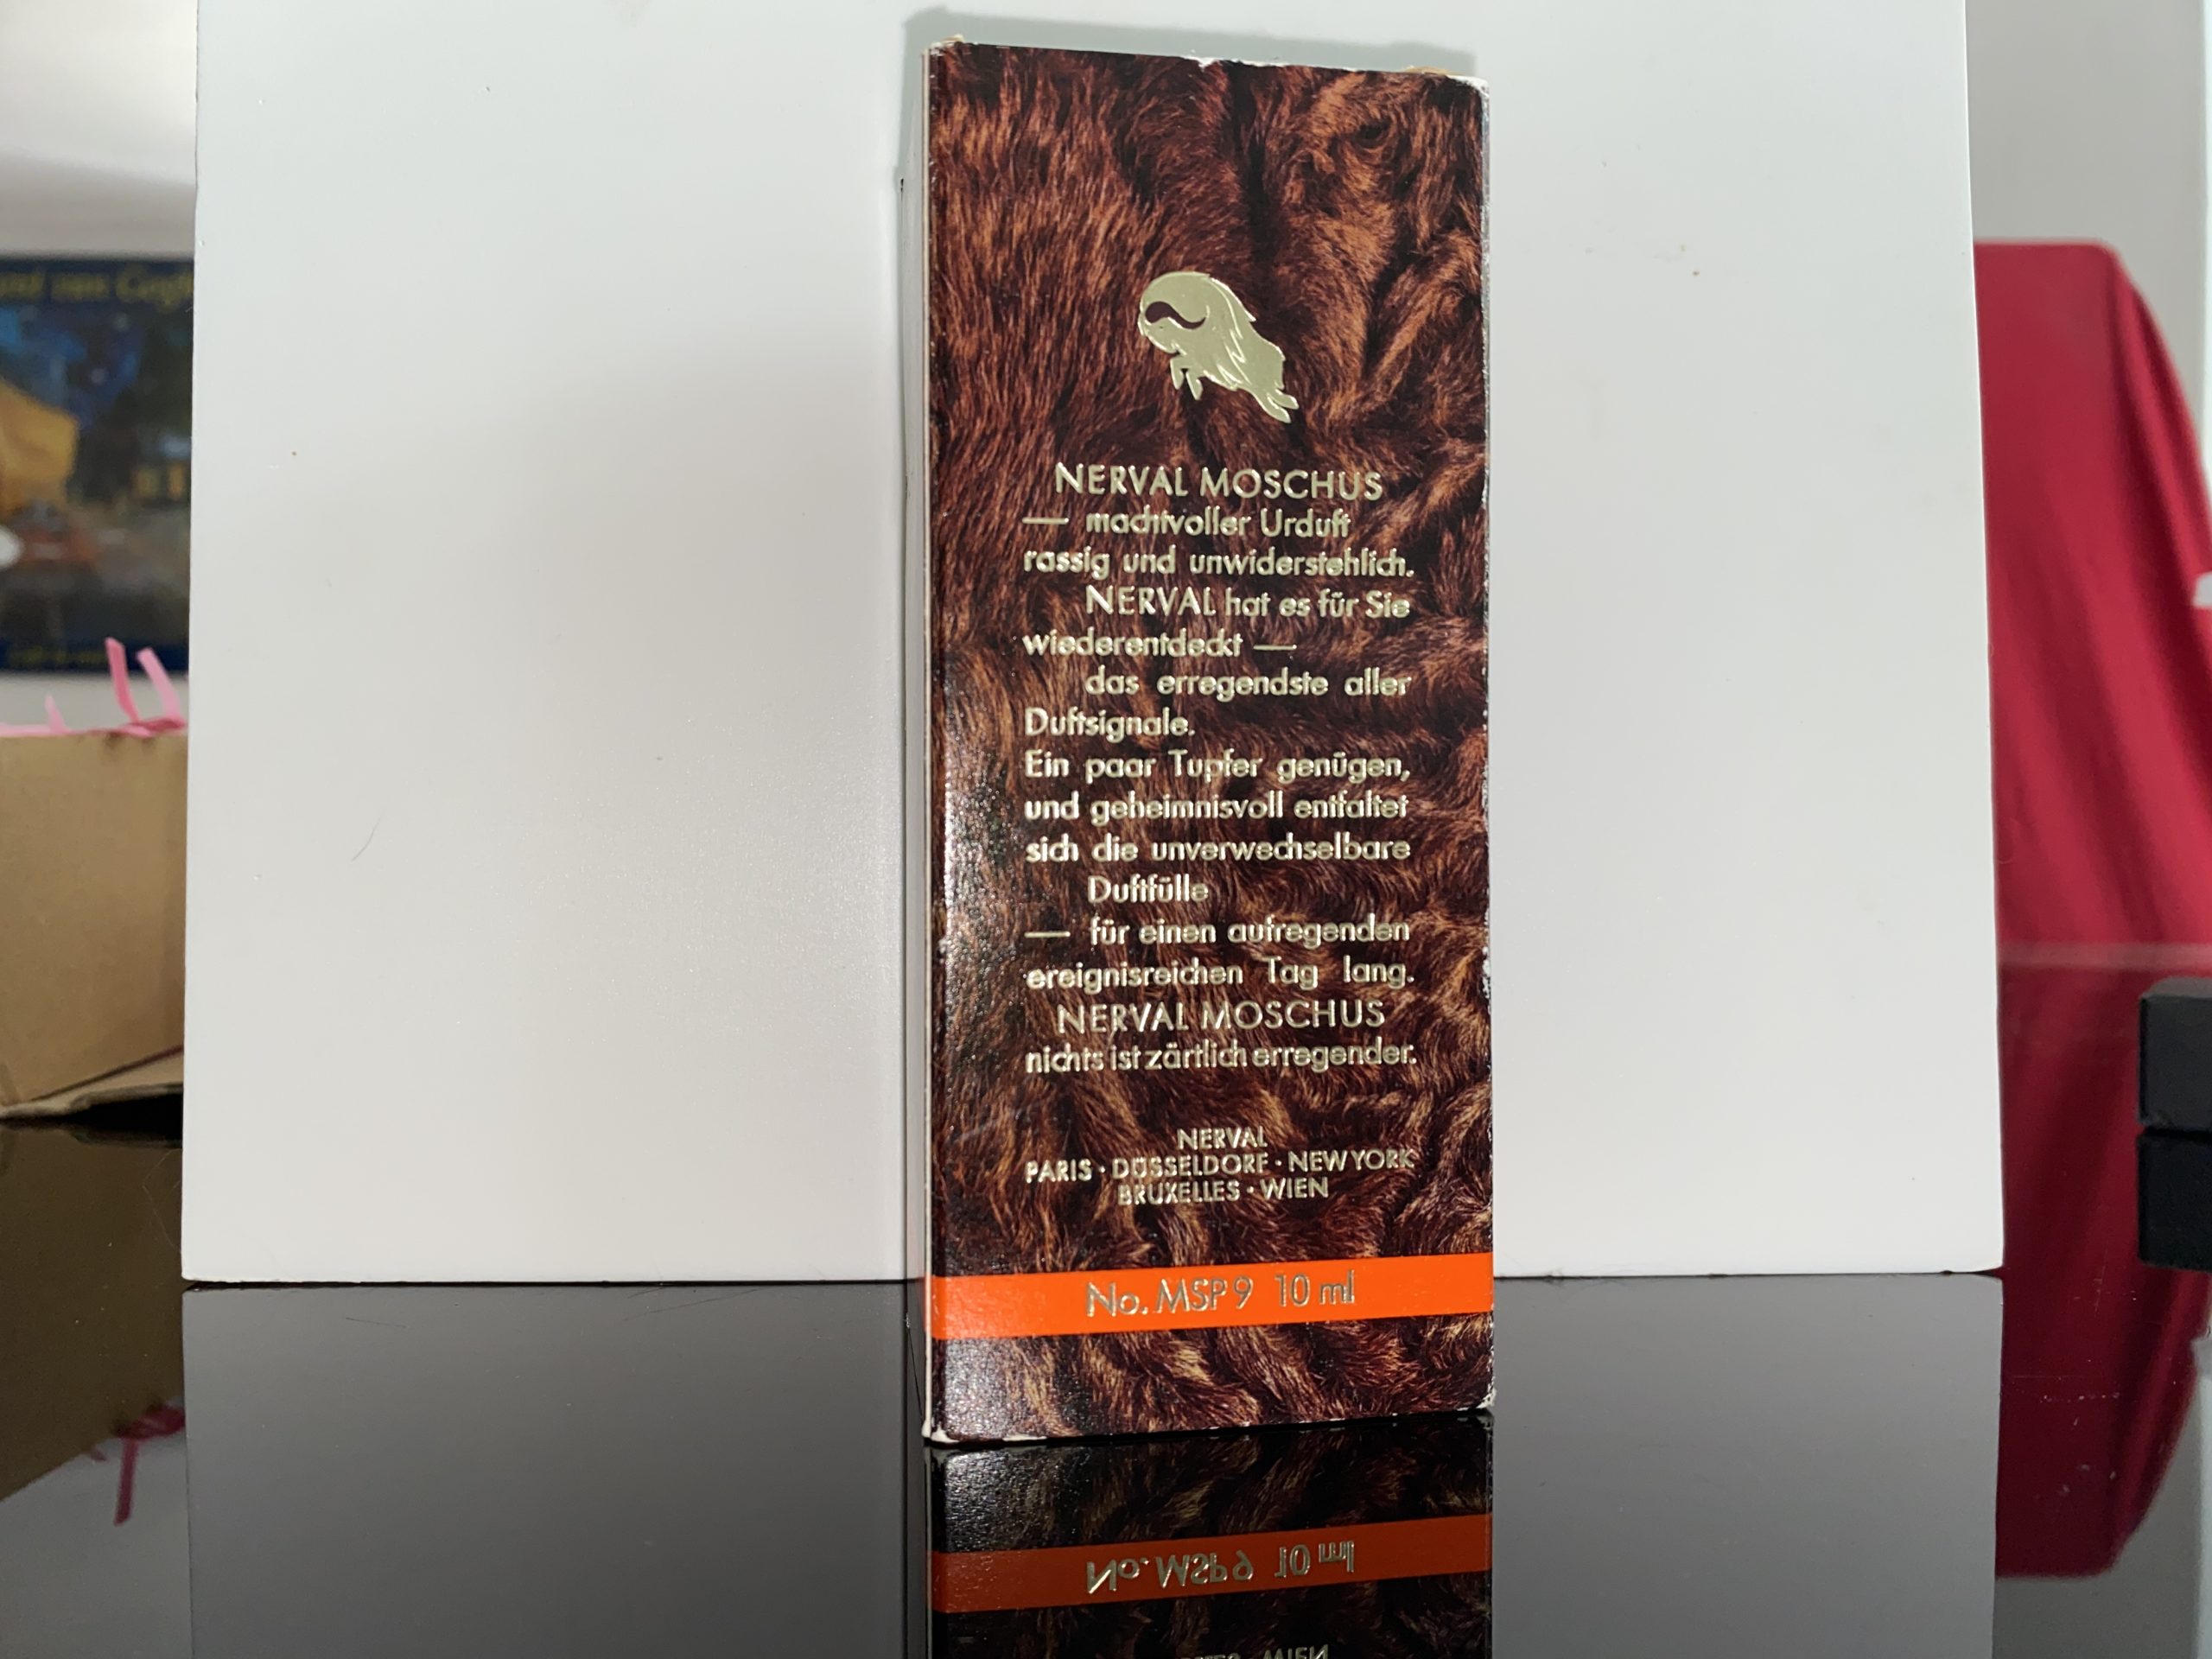 NERVAL MOSCHUS
— machtvoller Urduft
rassig und unwiderstehlich.
NERVAL hat es für Sie
wiederentdeckt —
das erregendste aller
Duftsignale.
Ein paar Tupfer genügen,
und geheimnisvoll entfaltet
sich die unverwechselbare
Duftfülle
— für einen aufregenden
ereignisreichen Tag lang.
NERVAL MOSCHUS
nichts ist zärtlich erregender.
NERVAL
PARIS · DÜSSELDORF · NEW YORK
BRUXELLES · WIEN
No. MSP 9 10 ml